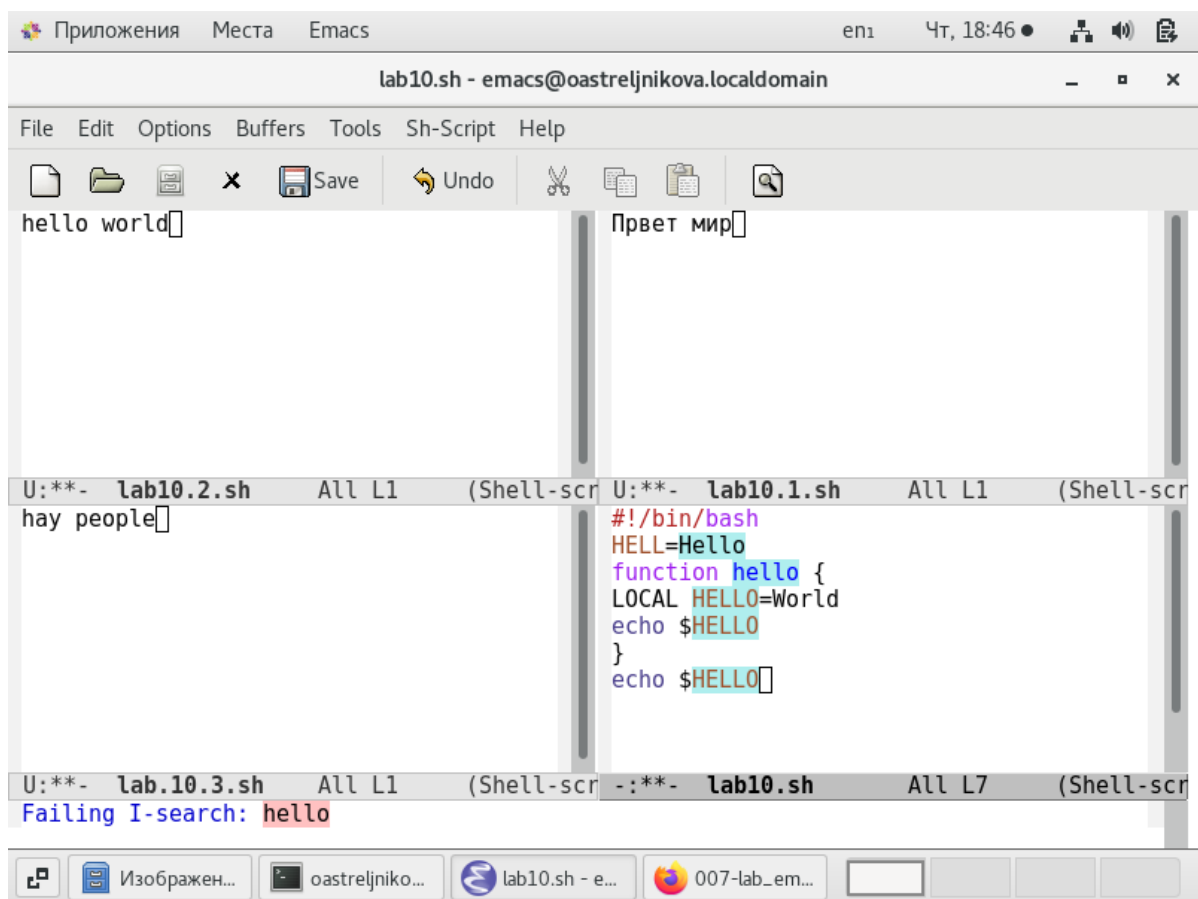 Приложения Места Emacs en₁ Чт, 18:46
lab10.sh - emacs@oastreljnikova.localdomain
File Edit Options Buffers Tools Sh-Script Help
Save Undo
hello world
U:**- lab10.2.sh All L1 (Shell-scr
Првет мир
U:**- lab10.1.sh All L1 (Shell-scr
hay people
U:**- lab.10.3.sh All L1 (Shell-scr
#!/bin/bash
HELL=Hello
function hello {
LOCAL HELLO=World
echo $HELLO
}
echo $HELLO
-:**- lab10.sh All L7 (Shell-scr
Failing I-search: hello
Изображен... oastreljniko... lab10.sh - e... 007-lab_em...